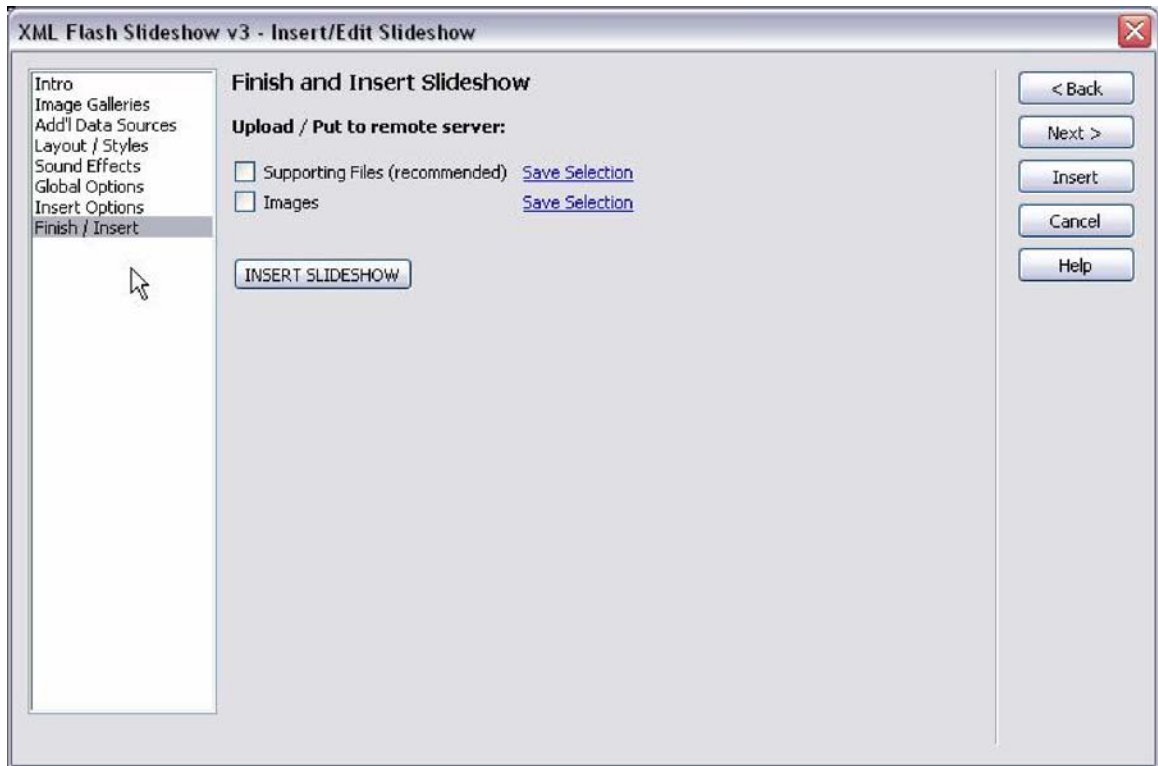 XML Flash Slideshow v3 - Insert/Edit Slideshow
Intro
Image Galleries
Add'l Data Sources
Layout / Styles
Sound Effects
Global Options
Insert Options
Finish / Insert
Finish and Insert Slideshow
Upload / Put to remote server:
Supporting Files (recommended) Save Selection
Images Save Selection
INSERT SLIDESHOW
< Back
Next >
Insert
Cancel
Help